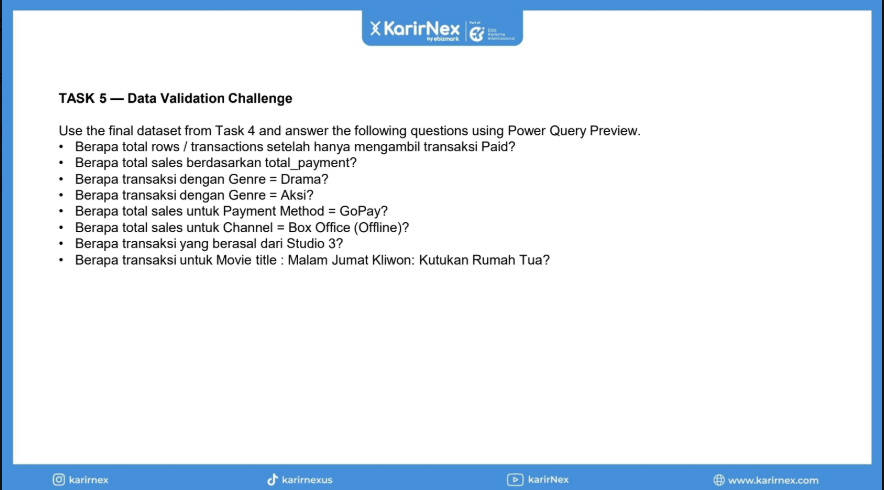 KarirNex
by ebizmark
Part of
TASK 5 — Data Validation Challenge
Use the final dataset from Task 4 and answer the following questions using Power Query Preview.
• Berapa total rows / transactions setelah hanya mengambil transaksi Paid?
• Berapa total sales berdasarkan total_payment?
• Berapa transaksi dengan Genre = Drama?
• Berapa transaksi dengan Genre = Aksi?
• Berapa total sales untuk Payment Method = GoPay?
• Berapa total sales untuk Channel = Box Office (Offline)?
• Berapa transaksi yang berasal dari Studio 3?
• Berapa transaksi untuk Movie title : Malam Jumat Kliwon: Kutukan Rumah Tua?
karirnex
karirnexus
karirNex
www.karirnex.com